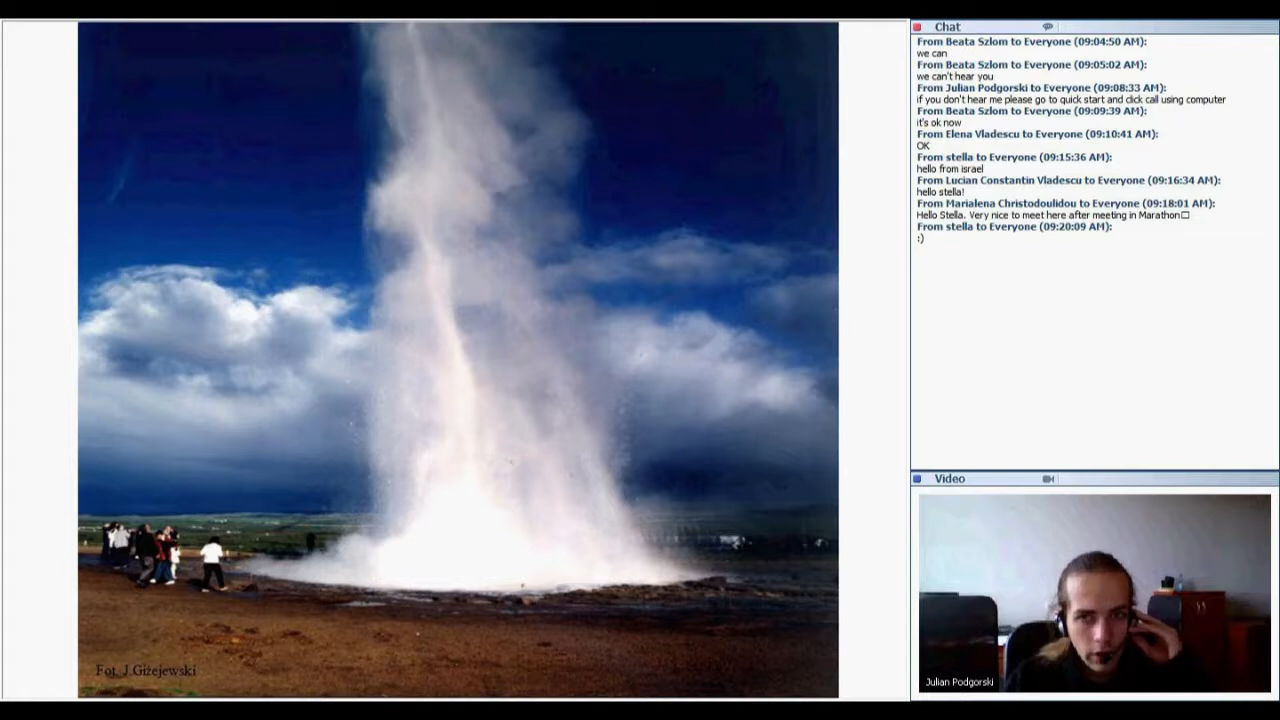 Fot. J.Giżejewski
Chat
From Beata Szlom to Everyone (09:04:50 AM):
we can
From Beata Szlom to Everyone (09:05:02 AM):
we can't hear you
From Julian Podgorski to Everyone (09:08:33 AM):
if you don't hear me please go to quick start and click call using computer
From Beata Szlom to Everyone (09:09:39 AM):
it's ok now
From Elena Vladescu to Everyone (09:10:41 AM):
OK
From stella to Everyone (09:15:36 AM):
hello from israel
From Lucian Constantin Vladescu to Everyone (09:16:34 AM):
hello stella!
From Marialena Christodoulidou to Everyone (09:18:01 AM):
Hello Stella. Very nice to meet here after meeting in Marathon□
From stella to Everyone (09:20:09 AM):
:)
Video
Julian Podgorski